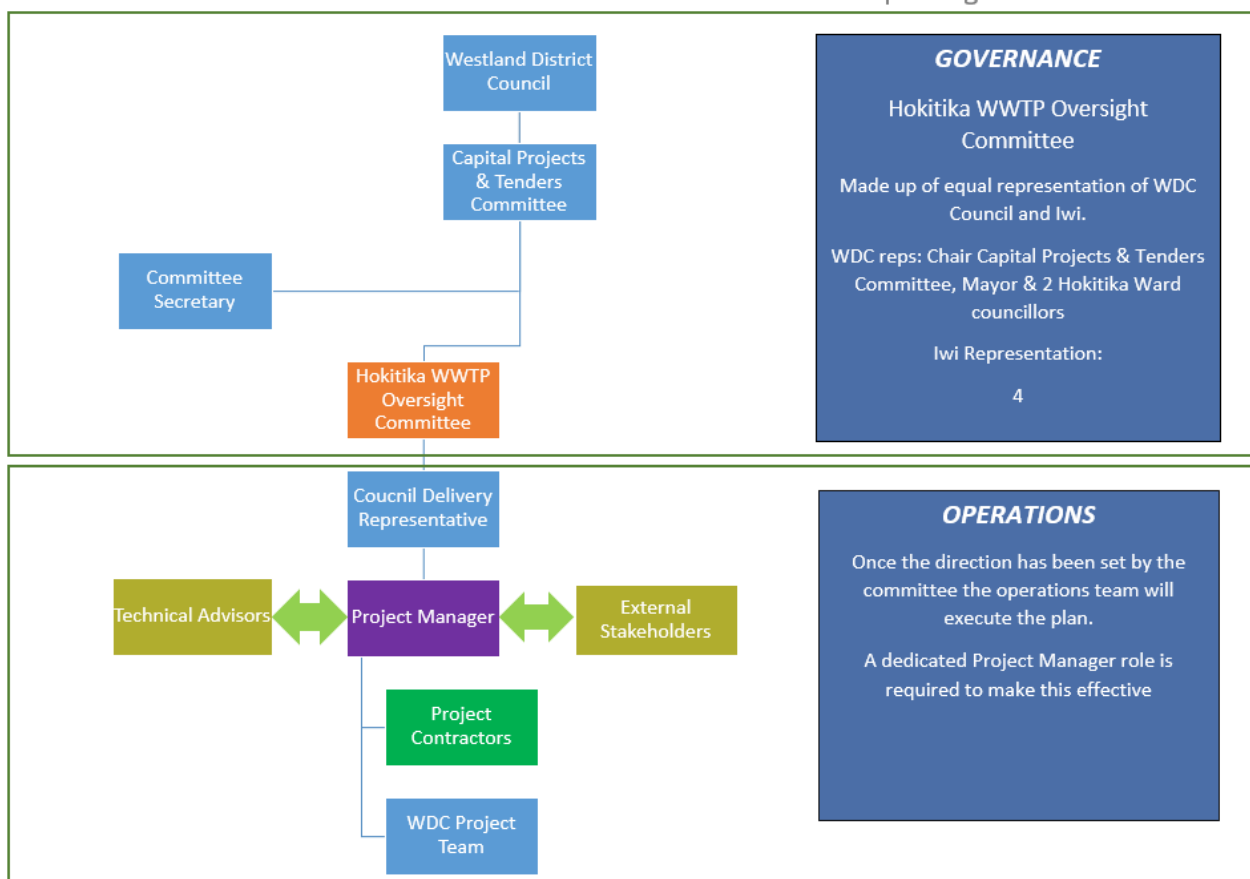 Westland District
Council
Capital Projects
& Tenders
Committee
Committee
Secretary
Hokitika WWTP
Oversight
Committee
GOVERNANCE
Hokitika WWTP Oversight
Committee
Made up of equal representation of WDC
Council and Iwi.
WDC reps: Chair Capital Projects & Tenders
Committee, Mayor & 2 Hokitika Ward
councillors
Iwi Representation:
4
Coucnil Delivery
Representative
Technical Advisors
Project Manager
External
Stakeholders
Project
Contractors
WDC Project
Team
OPERATIONS
Once the direction has been set by the
committee the operations team will
execute the plan.
A dedicated Project Manager role is
required to make this effective